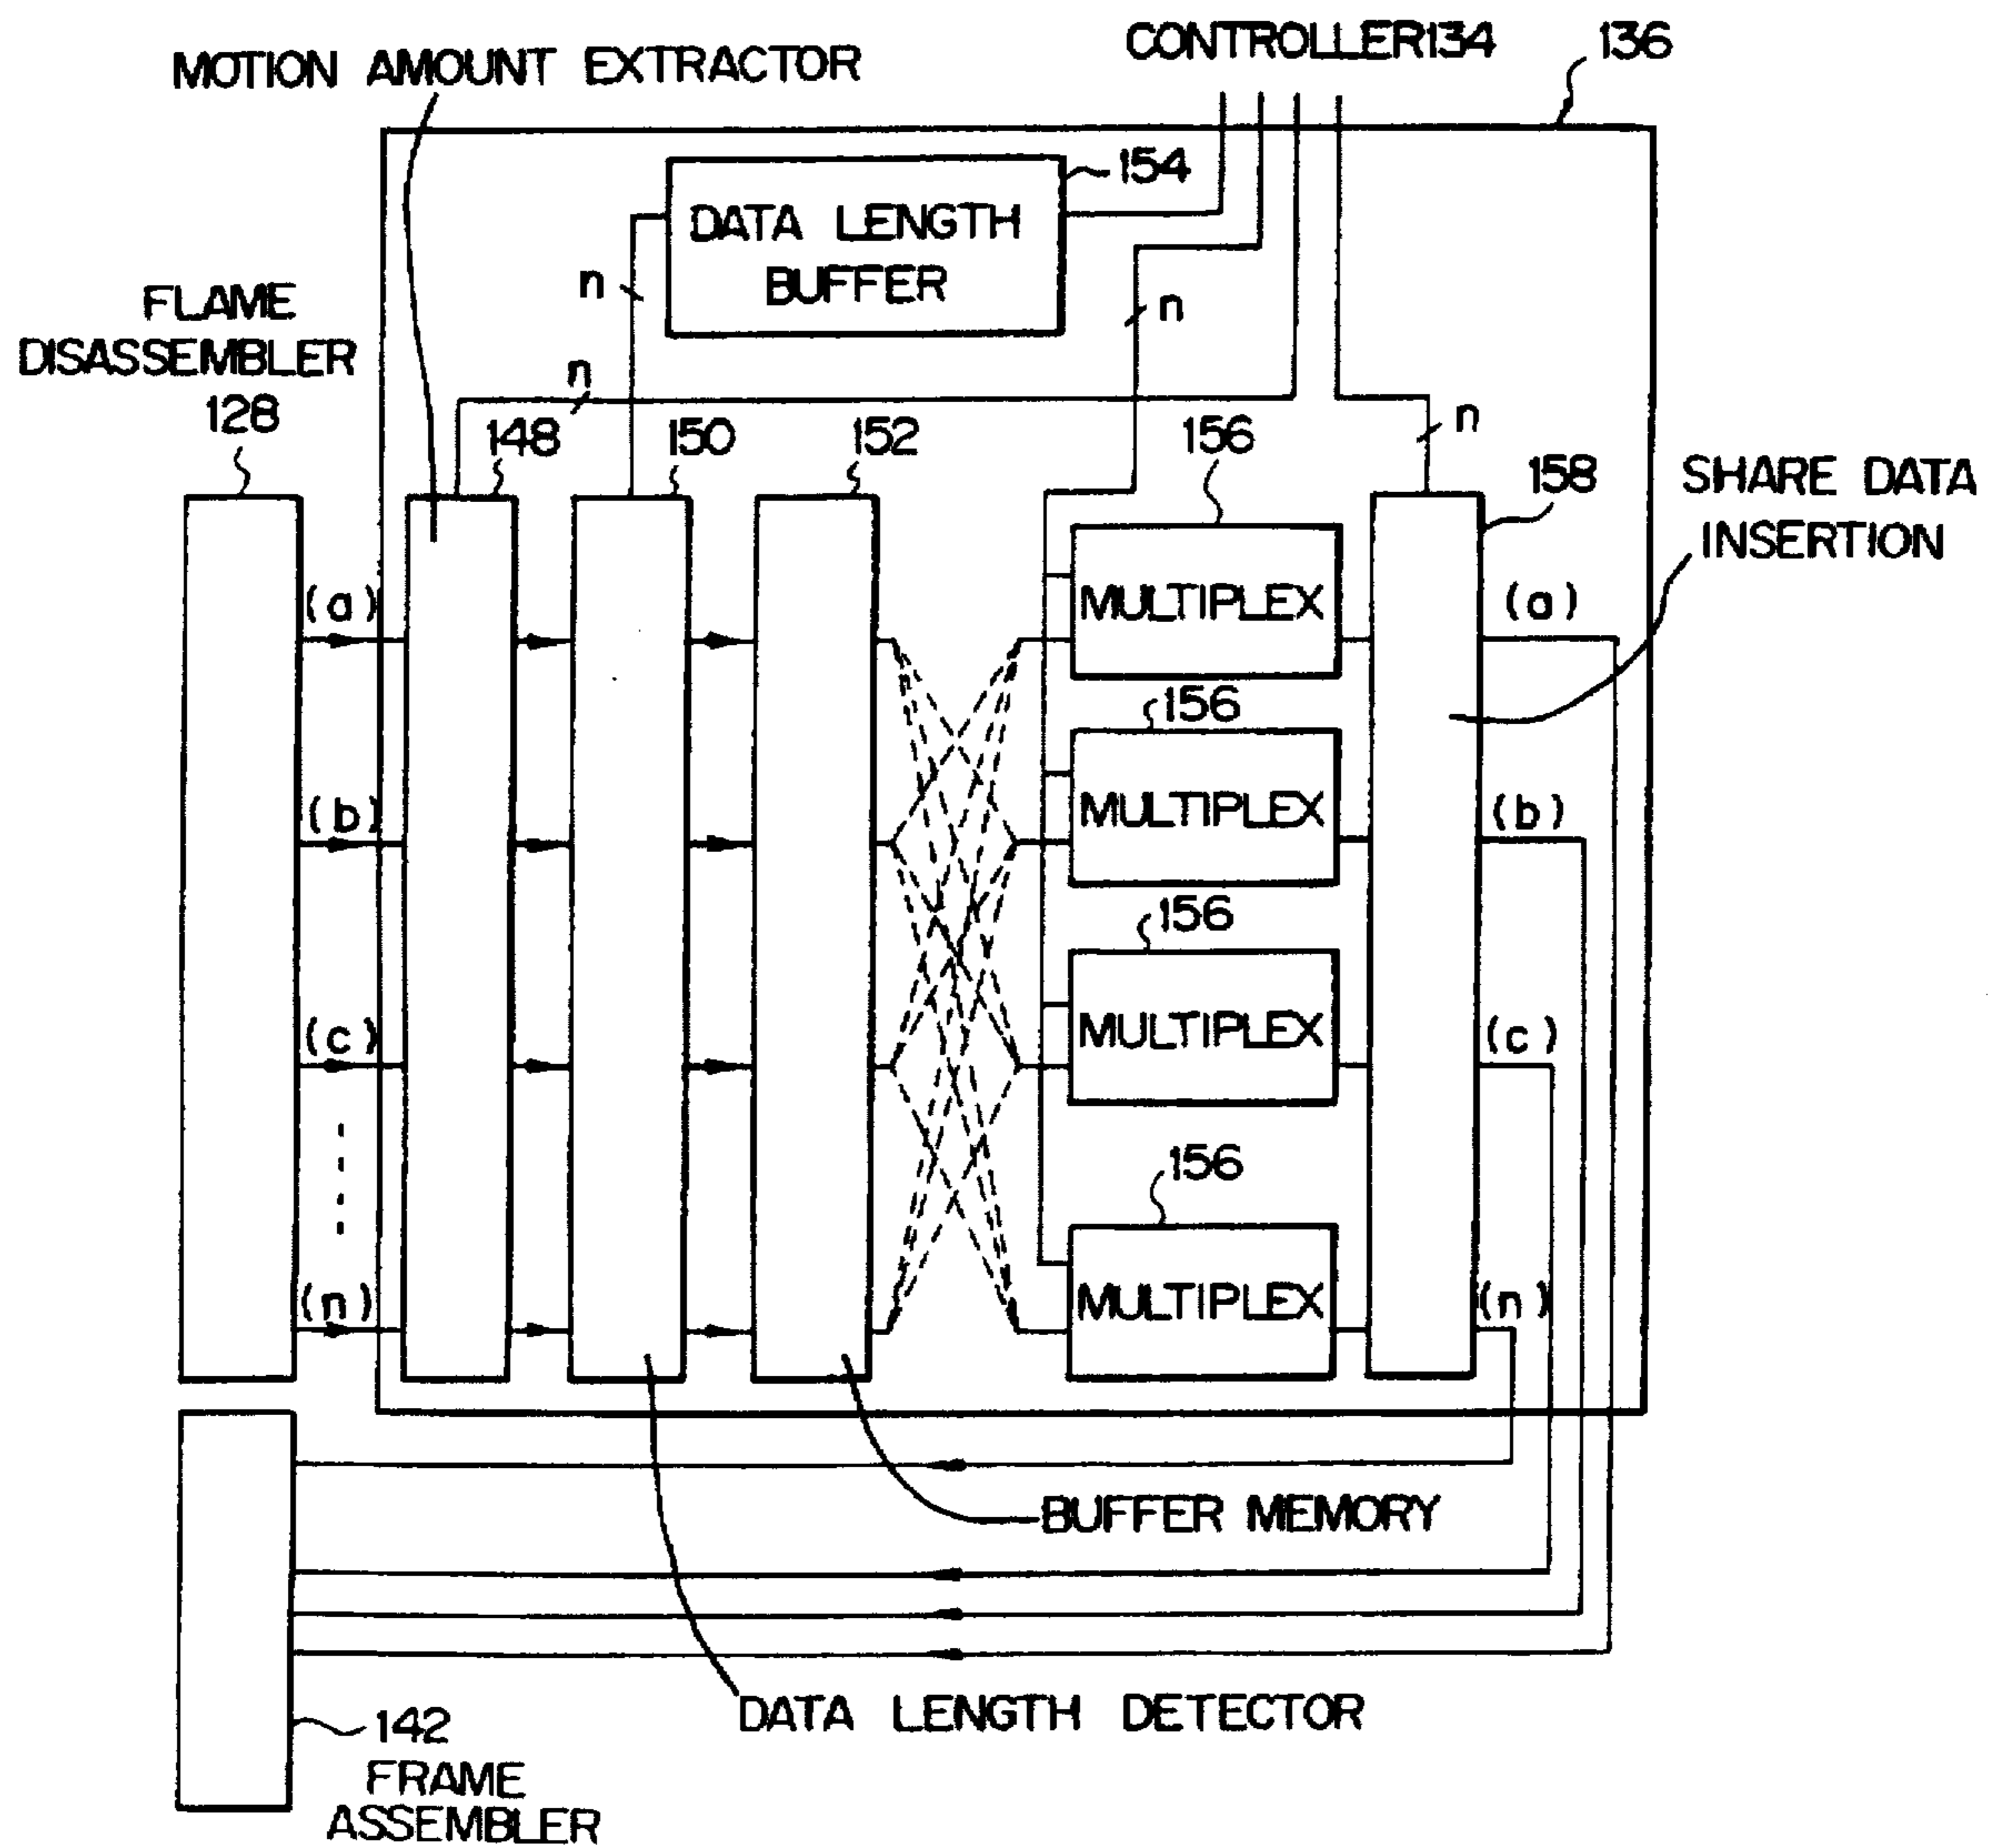 MOTION AMOUNT EXTRACTOR
CONTROLLER134
136
154
DATA LENGTH
BUFFER
n
n
FLAME
DISASSEMBLER
128
n
148
150
152
156
n
158
SHARE DATA
INSERTION
(a)
MULTIPLEX
(a)
156
(b)
MULTIPLEX
(b)
156
(c)
MULTIPLEX
(c)
156
(n)
MULTIPLEX
(n)
BUFFER MEMORY
DATA LENGTH DETECTOR
142
FRAME
ASSEMBLER